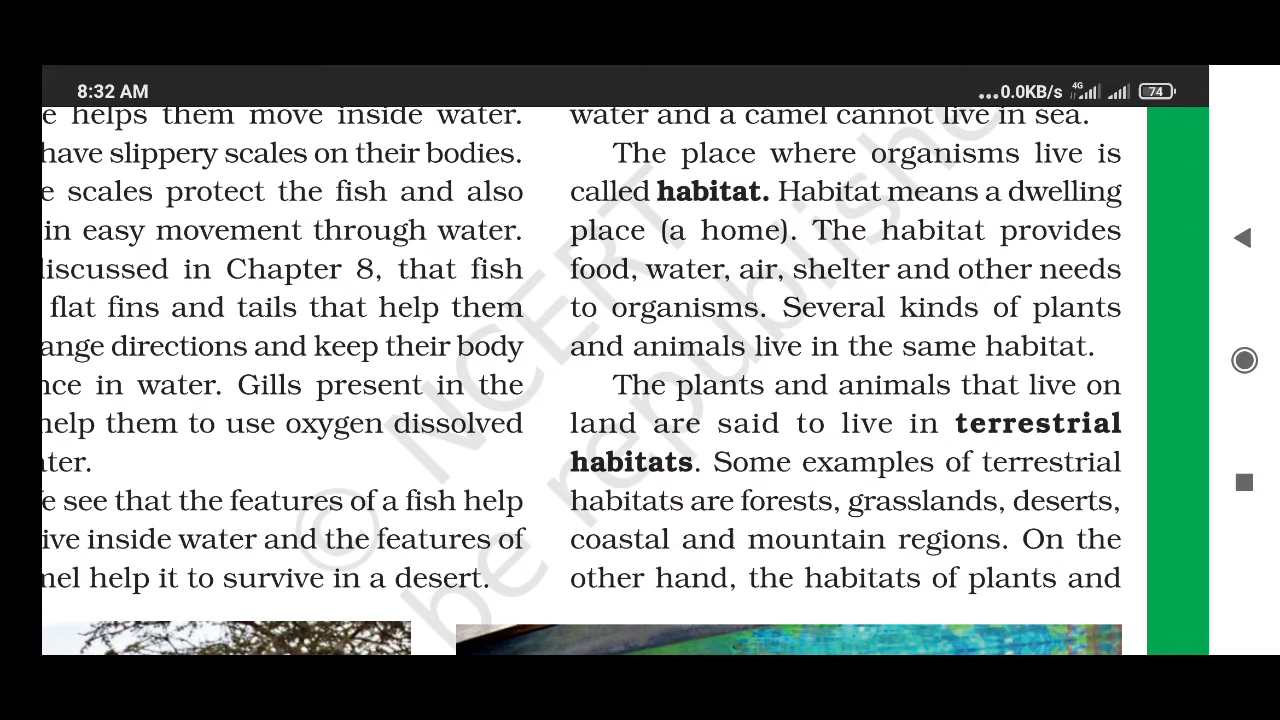 8:32 AM
...0.0KB/s 4G 74
e helps them move inside water.
have slippery scales on their bodies.
e scales protect the fish and also
in easy movement through water.
discussed in Chapter 8, that fish
flat fins and tails that help them
ange directions and keep their body
nce in water. Gills present in the
help them to use oxygen dissolved
ater.
e see that the features of a fish help
ive inside water and the features of
mel help it to survive in a desert.
water and a camel cannot live in sea.
The place where organisms live is
called habitat. Habitat means a dwelling
place (a home). The habitat provides
food, water, air, shelter and other needs
to organisms. Several kinds of plants
and animals live in the same habitat.
The plants and animals that live on
land are said to live in terrestrial
habitats. Some examples of terrestrial
habitats are forests, grasslands, deserts,
coastal and mountain regions. On the
other hand, the habitats of plants and
© NCERT
be republishe